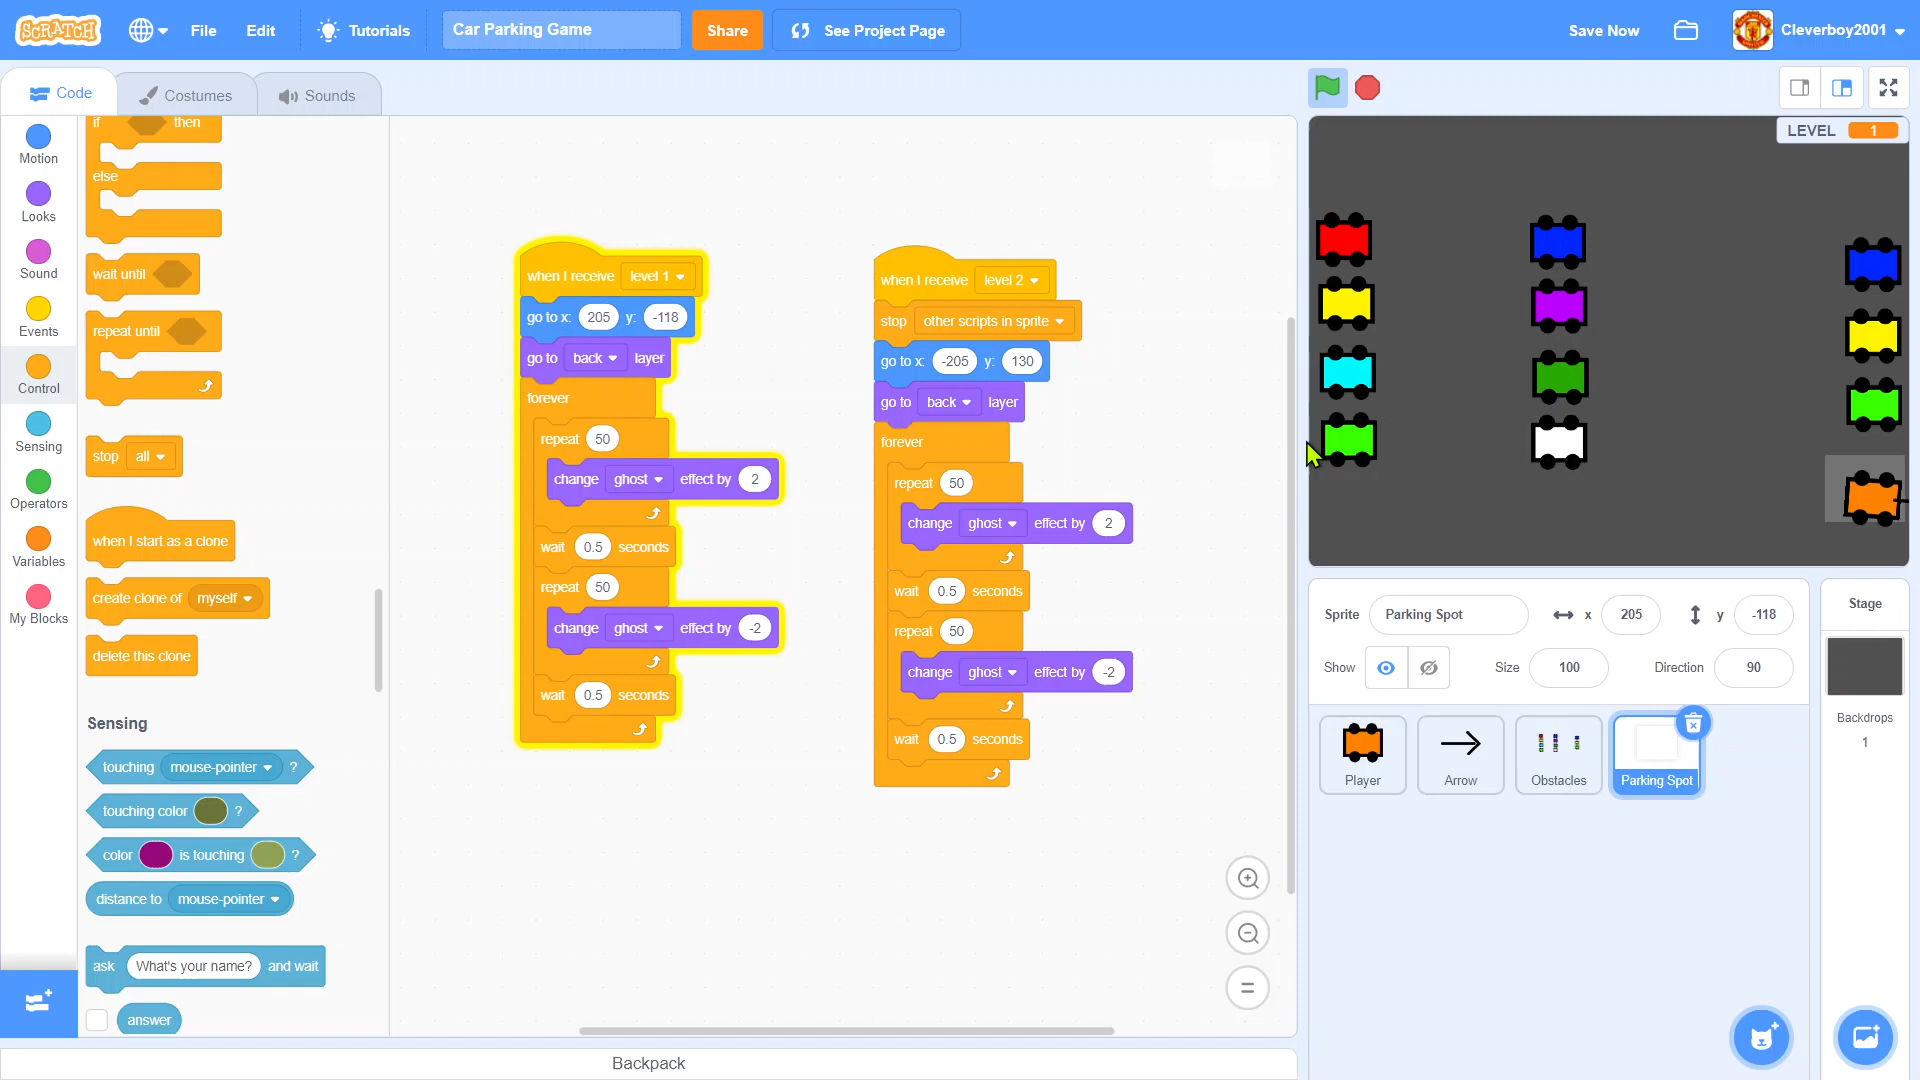 SCRATCH File Edit Tutorials Car Parking Game Share See Project Page Save Now Cleverboy2001
Code Costumes Sounds
Motion
Looks
Sound
Events
Control
Sensing
Operators
Variables
My Blocks
if then
else
wait until
repeat until
stop all
when I start as a clone
create clone of myself
delete this clone
Sensing
touching mouse-pointer ?
touching color ?
color is touching ?
distance to mouse-pointer
ask What's your name? and wait
answer
when I receive level 1
go to x: 205 y: -118
go to back layer
forever
repeat 50
change ghost effect by 2
wait 0.5 seconds
repeat 50
change ghost effect by -2
wait 0.5 seconds
when I receive level 2
stop other scripts in sprite
go to x: -205 y: 130
go to back layer
forever
repeat 50
change ghost effect by 2
wait 0.5 seconds
repeat 50
change ghost effect by -2
wait 0.5 seconds
Backpack
LEVEL 1
Sprite Parking Spot x 205 y -118
Show Size 100 Direction 90
Player Arrow Obstacles Parking Spot
Stage
Backdrops
1